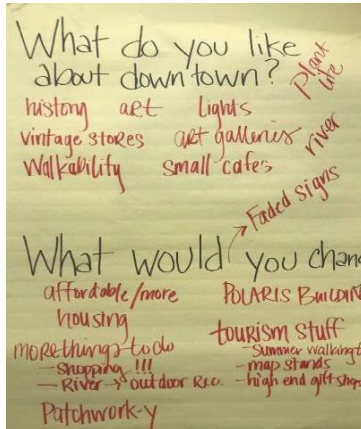 What do you like
about downtown?
Plant
life
history art Lights
vintage stores art galleries river
Walkability small cafes
Faded signs
What would you chan
affordable/more
housing
POLARIS BUILDIN
more things to do
- Shopping !!!
- River → outdoor Rec.
tourism stuff
- Summer walking t
- map stands
- high end gift shops
Patchwork-y